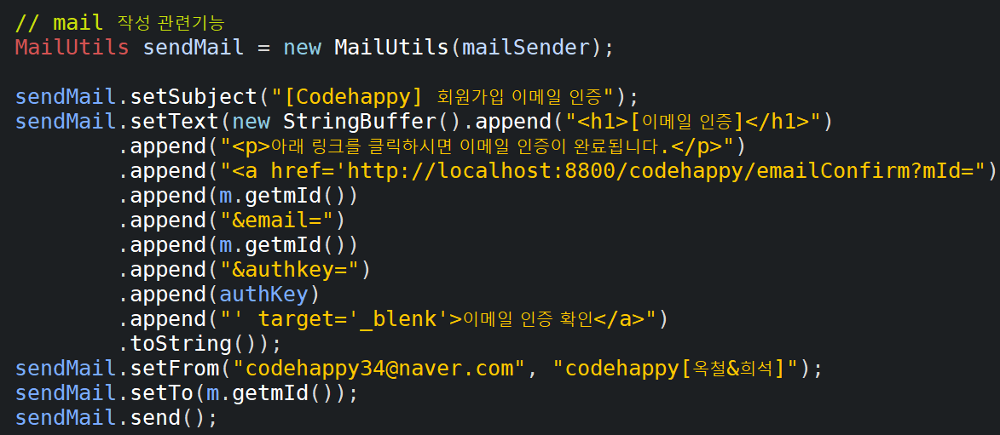 // mail 작성 관련기능
MailUtils sendMail = new MailUtils(mailSender);
sendMail.setSubject("[Codehappy] 회원가입 이메일 인증");
sendMail.setText(new StringBuffer().append("<h1>[이메일 인증]</h1>")
.append("<p>아래 링크를 클릭하시면 이메일 인증이 완료됩니다.</p>")
.append("<a href='http://localhost:8800/codehappy/emailConfirm?mId=")
.append(m.getmId())
.append("&email=")
.append(m.getmId())
.append("&authkey=")
.append(authKey)
.append("' target='_blenk'>이메일 인증 확인</a>")
.toString());
sendMail.setFrom("codehappy34@naver.com", "codehappy[옥철&희석]");
sendMail.setTo(m.getmId());
sendMail.send();